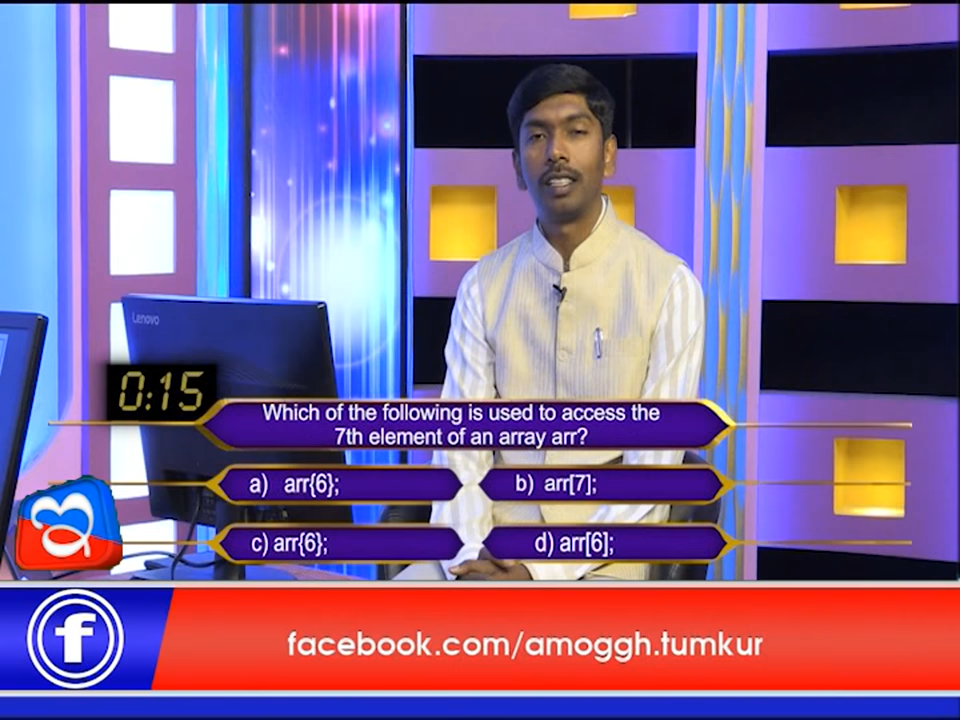 Lenovo
0:15
Which of the following is used to access the
7th element of an array arr?
a) arr{6};
b) arr[7];
c) arr{6};
d) arr[6];
f
facebook.com/amoggh.tumkur